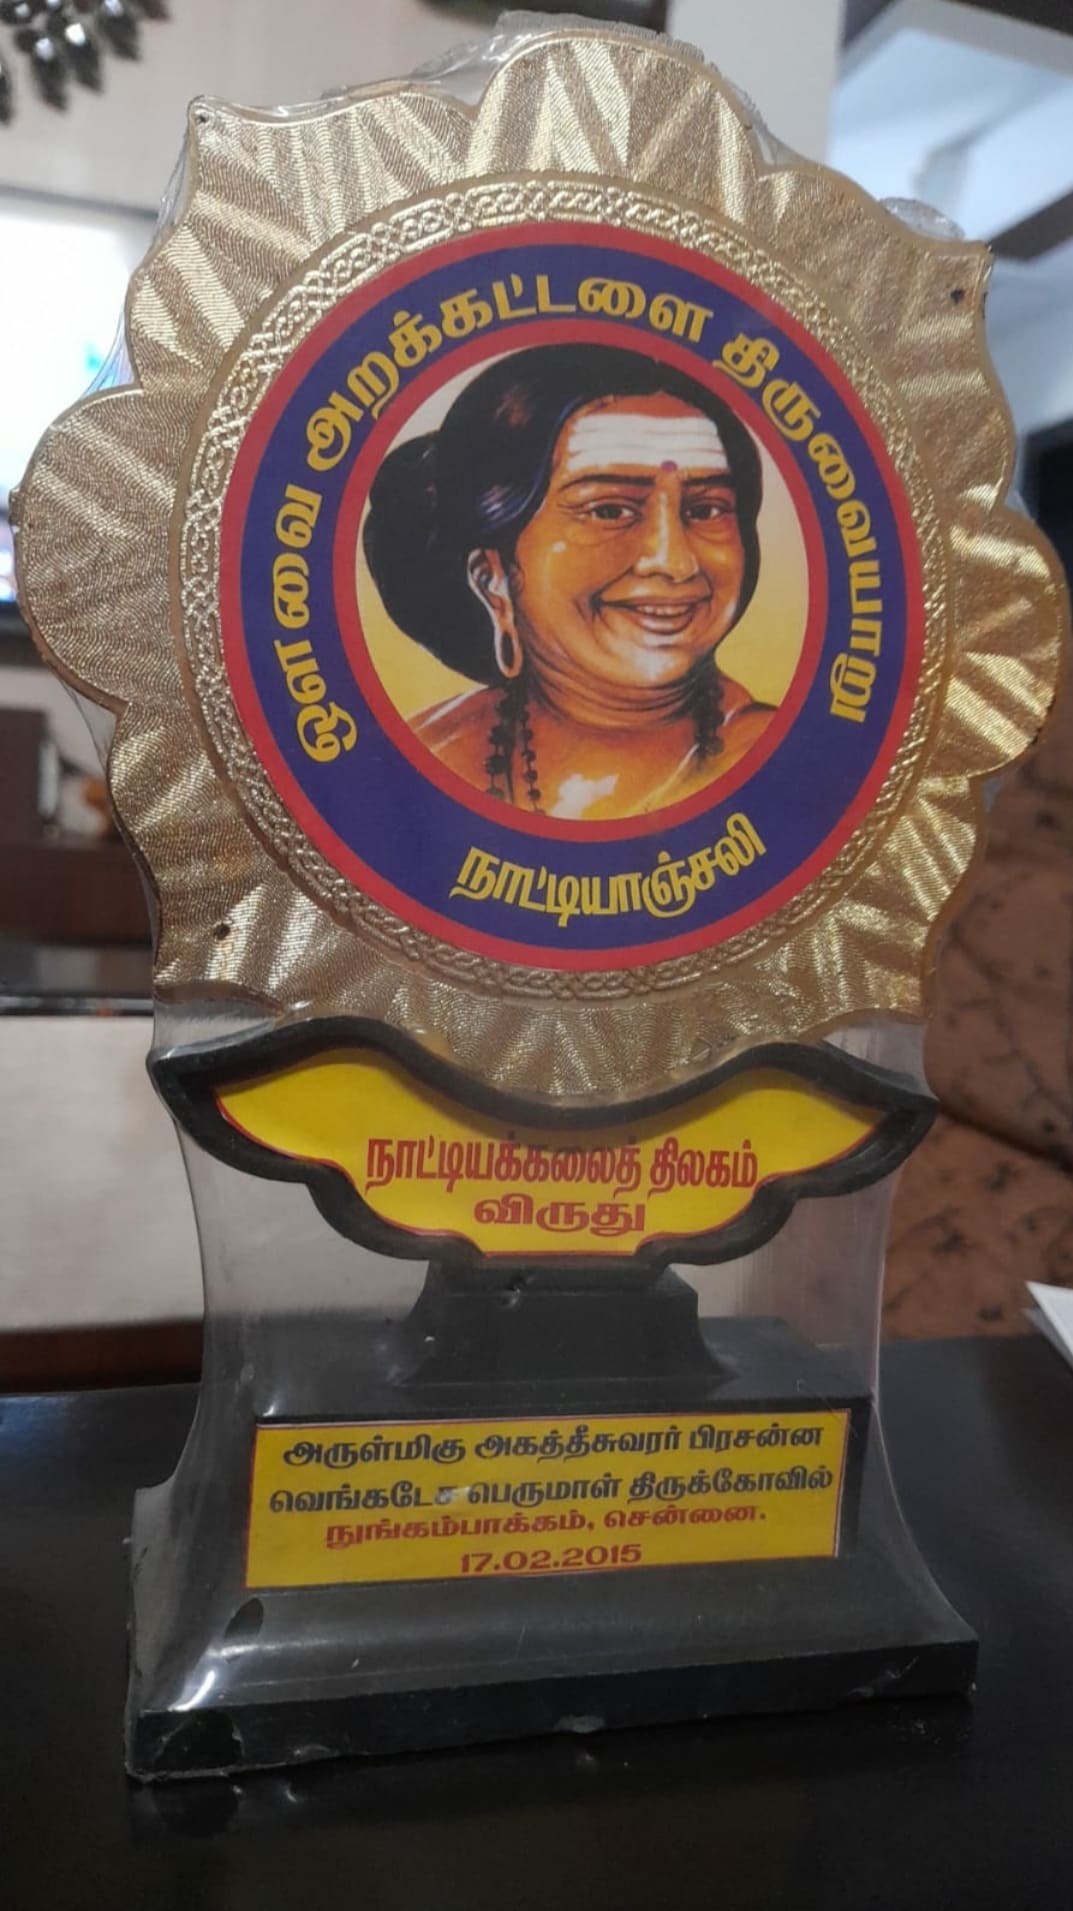 ஔவை அறக்கட்டளை திருவையாறு
நாட்டியாஞ்சலி
நாட்டியக்கலைத் திலகம்
விருது
அருள்மிகு அகத்தீசுவரர் பிரசன்ன
வெங்கடேச பெருமாள் திருக்கோவில்
நுங்கம்பாக்கம், சென்னை.
17.02.2015